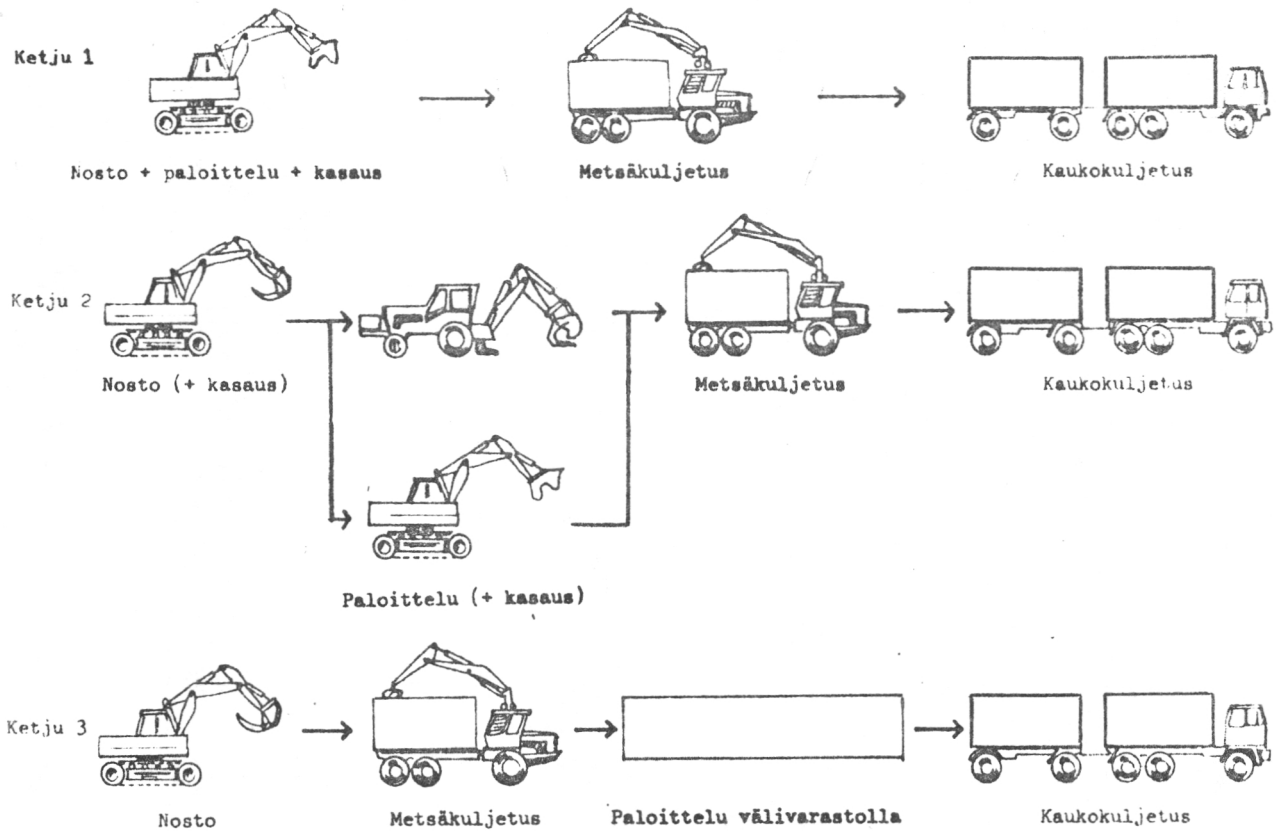 Ketju 1
Nosto + paloittelu + kasaus
Metsäkuljetus
Kaukokuljetus
Ketju 2
Nosto (+ kasaus)
Metsäkuljetus
Kaukokuljetus
Paloittelu (+ kasaus)
Ketju 3
Nosto
Metsäkuljetus
Paloittelu välivarastolla
Kaukokuljetus